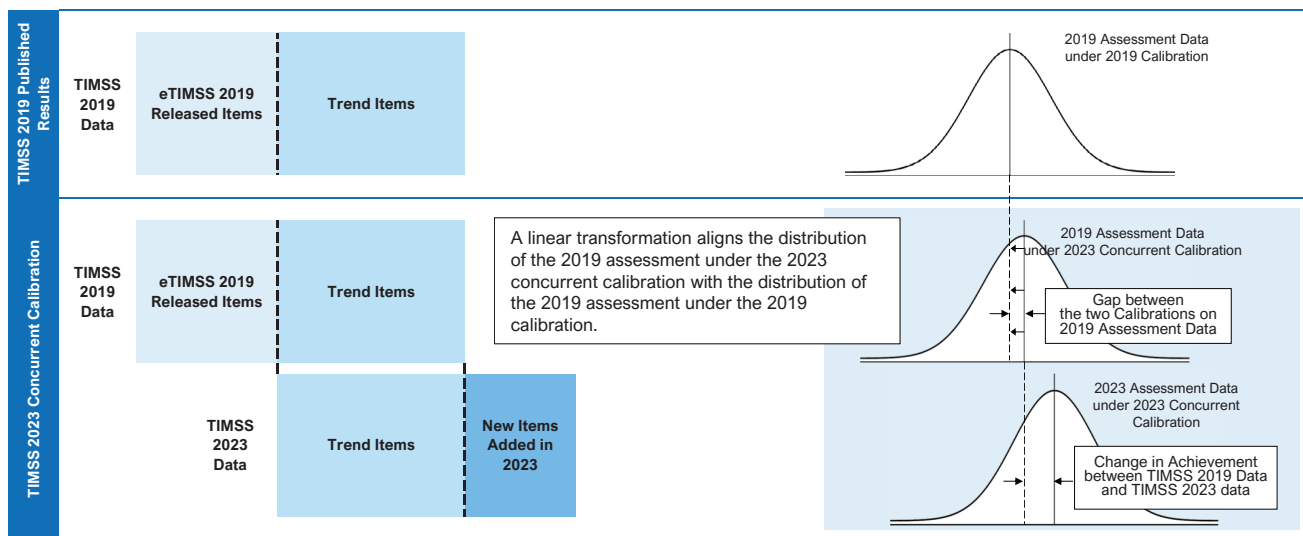 TIMSS 2019 Published
Results
TIMSS
2019
Data
eTIMSS 2019
Released Items
Trend Items
2019 Assessment Data
under 2019 Calibration
TIMSS 2023 Concurrent Calibration
TIMSS
2019
Data
eTIMSS 2019
Released Items
Trend Items
A linear transformation aligns the distribution
of the 2019 assessment under the 2023
concurrent calibration with the distribution of
the 2019 assessment under the 2019
calibration.
2019 Assessment Data
under 2023 Concurrent Calibration
Gap between
the two Calibrations on
2019 Assessment Data
TIMSS
2023
Data
Trend Items
New Items
Added in
2023
2023 Assessment Data
under 2023 Concurrent
Calibration
Change in Achievement
between TIMSS 2019 Data
and TIMSS 2023 data